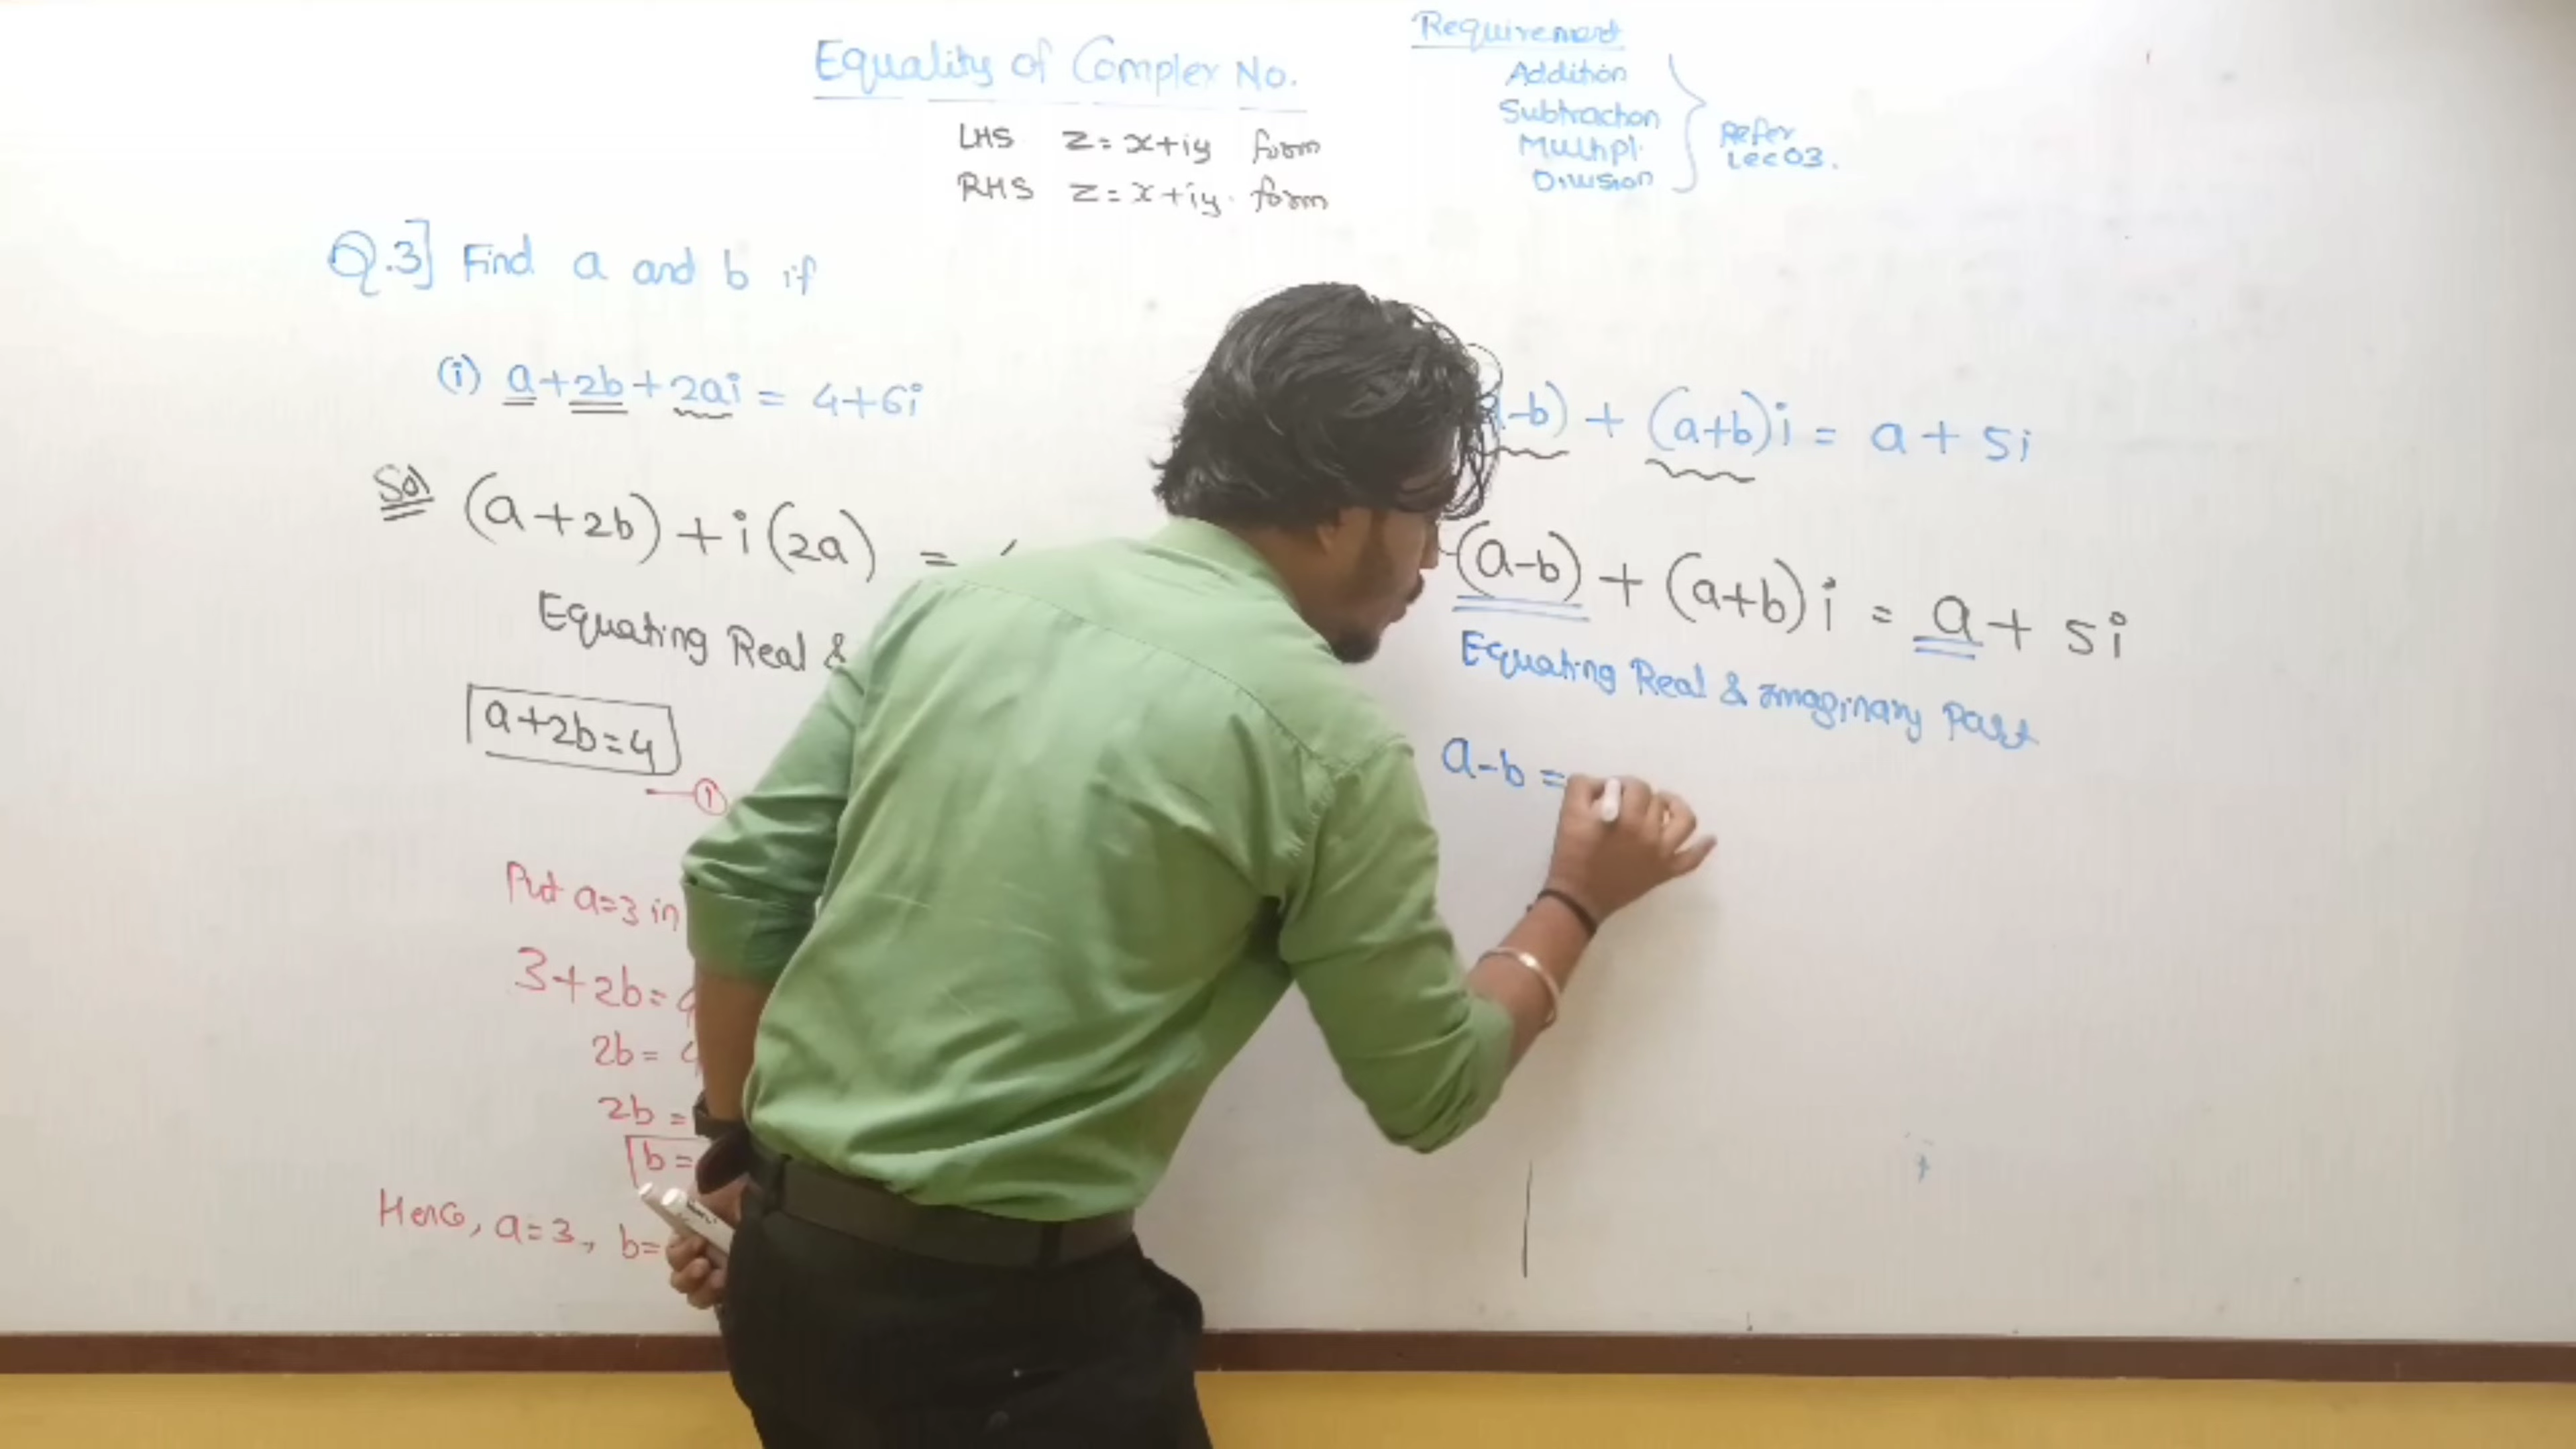 Equality of Complex No.
LHS z = x+iy form
RHS z = x+iy. form
Requirement
Addition
Subtraction
Multipl.
Division
Refer
Lec 03.
Q.3] Find a and b if
(i) a+2b+2ai = 4+6i
Sol (a+2b)+i(2a) =
Equating Real &
a+2b=4
①
Put a=3 in
3+2b=
2b=
2b=
b=
Hence, a=3, b=
-b) + (a+b)i = a + 5i
(a-b) + (a+b)i = a + 5i
Equating Real & Imaginary Part
a-b =